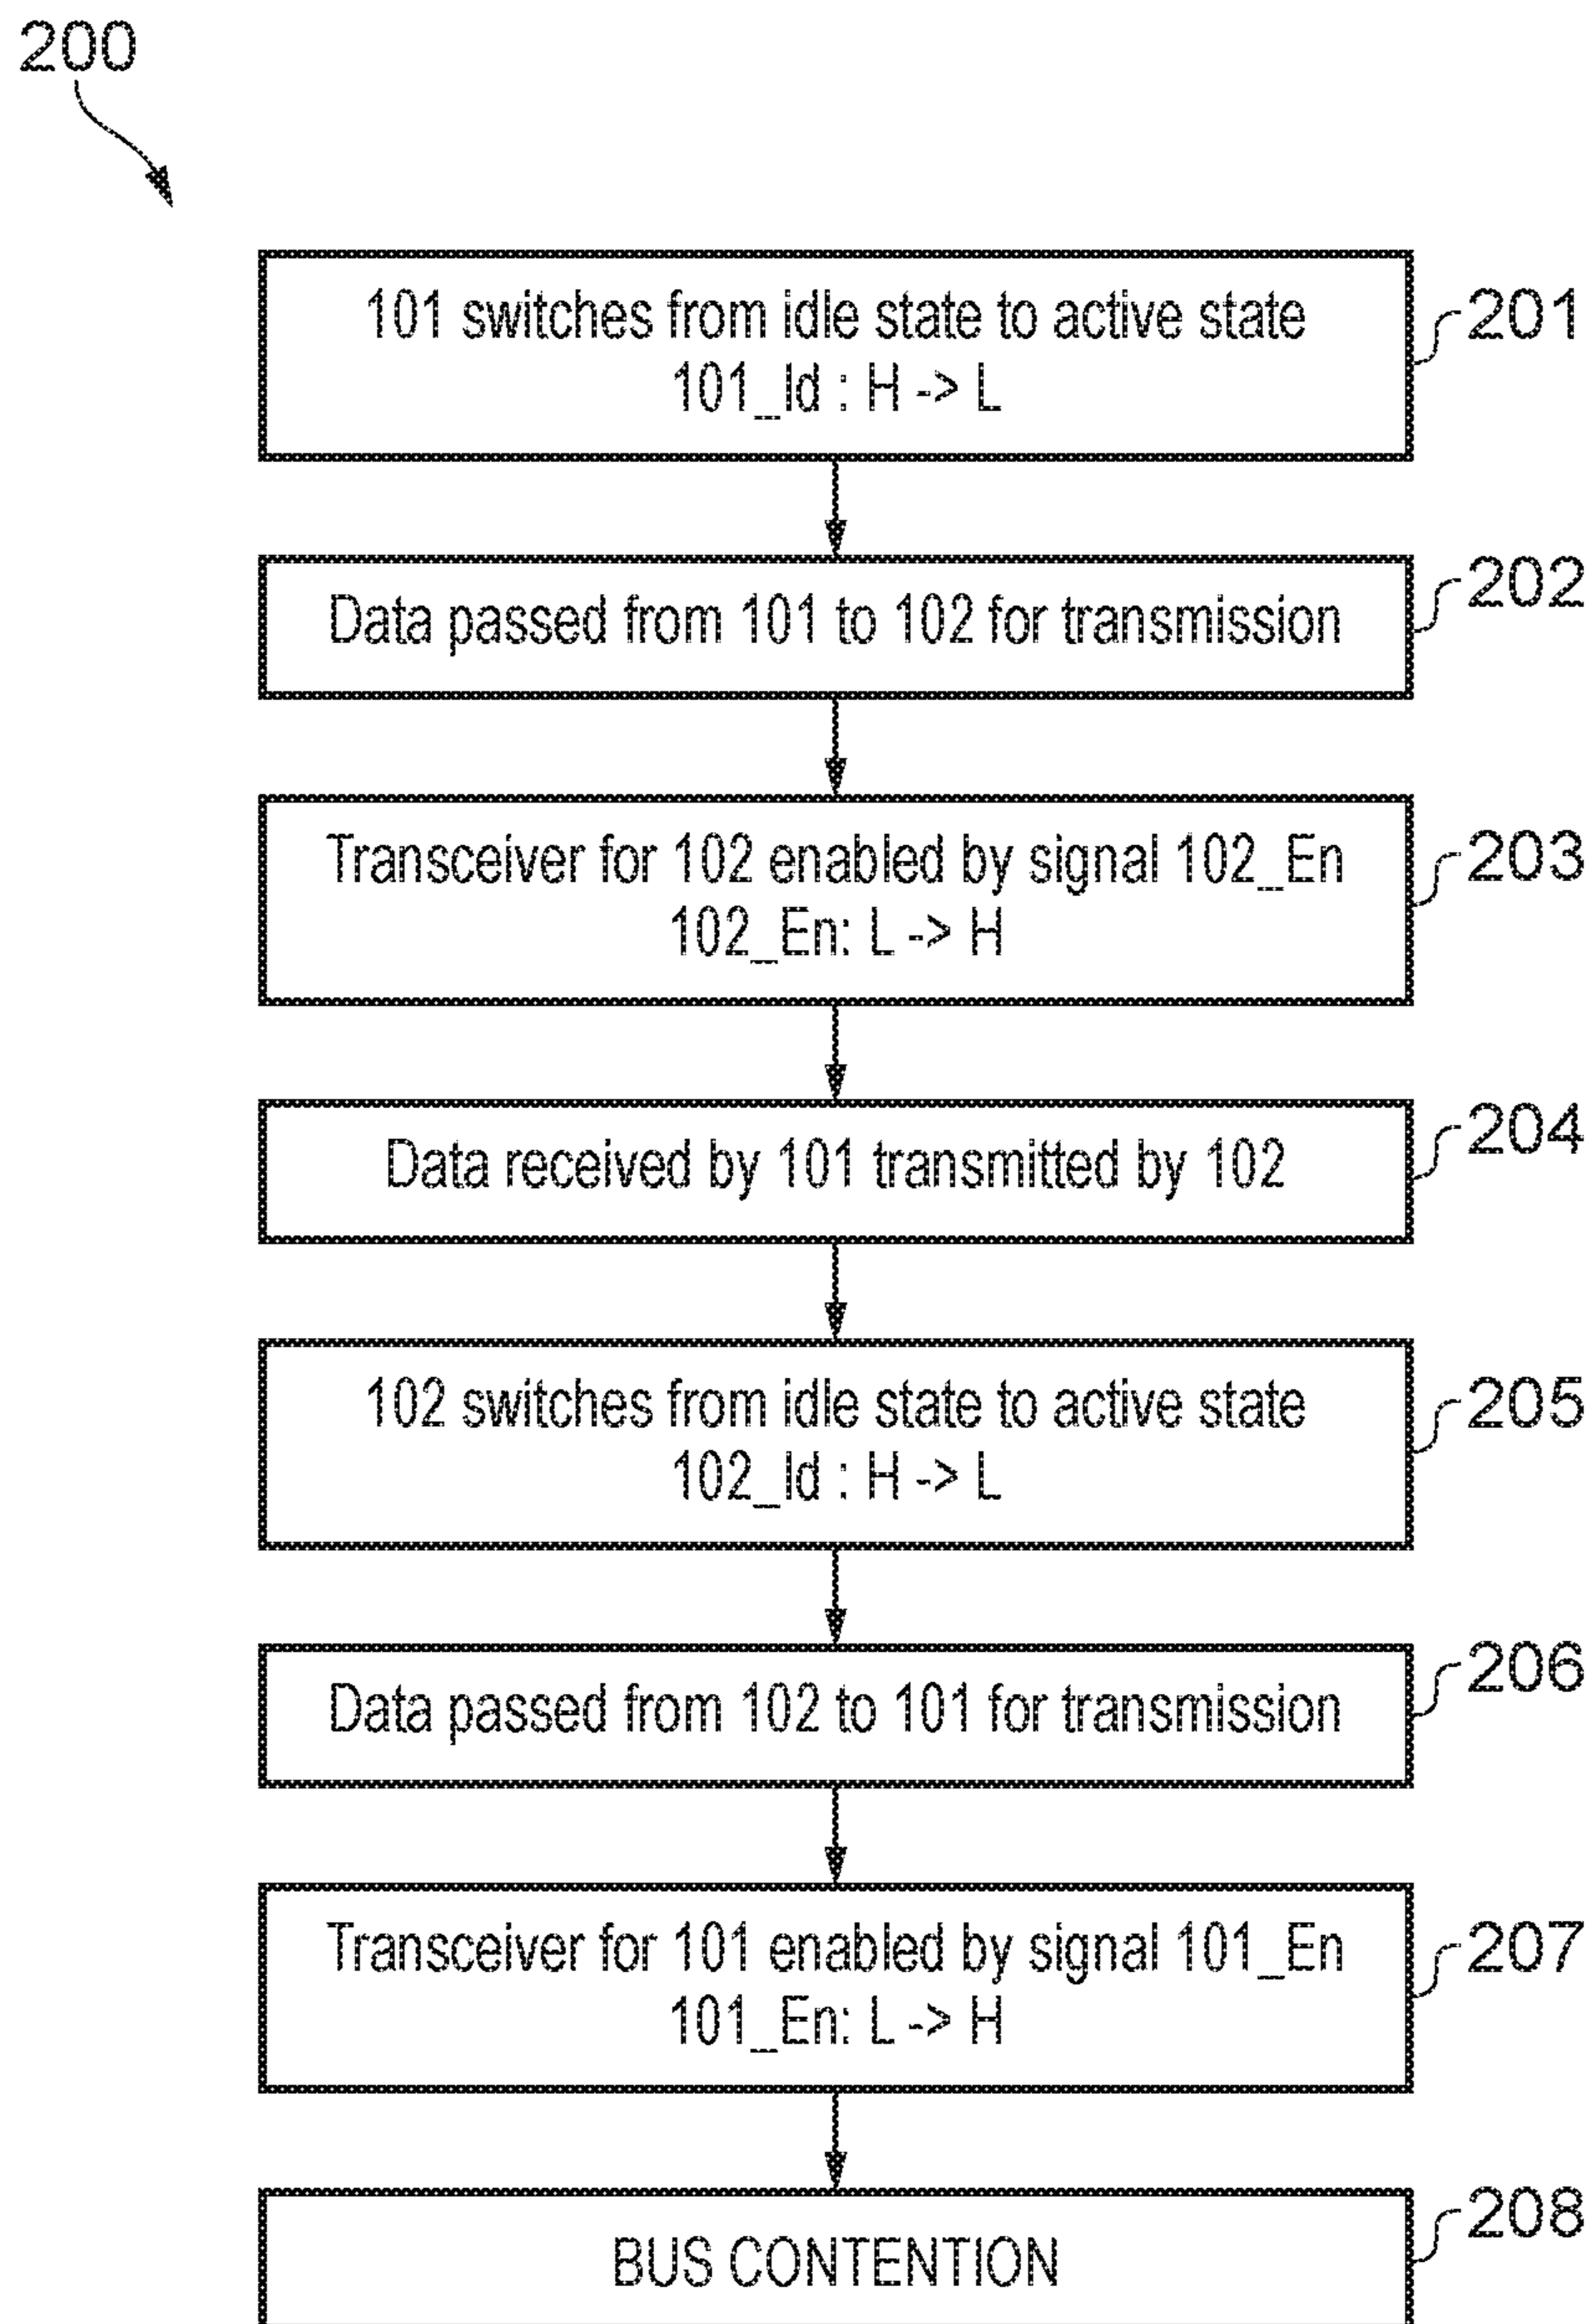 200
101 switches from idle state to active state
101_Id : H -> L
201
Data passed from 101 to 102 for transmission
202
Transceiver for 102 enabled by signal 102_En
102_En: L -> H
203
Data received by 101 transmitted by 102
204
102 switches from idle state to active state
102_Id : H -> L
205
Data passed from 102 to 101 for transmission
206
Transceiver for 101 enabled by signal 101_En
101_En: L -> H
207
BUS CONTENTION
208